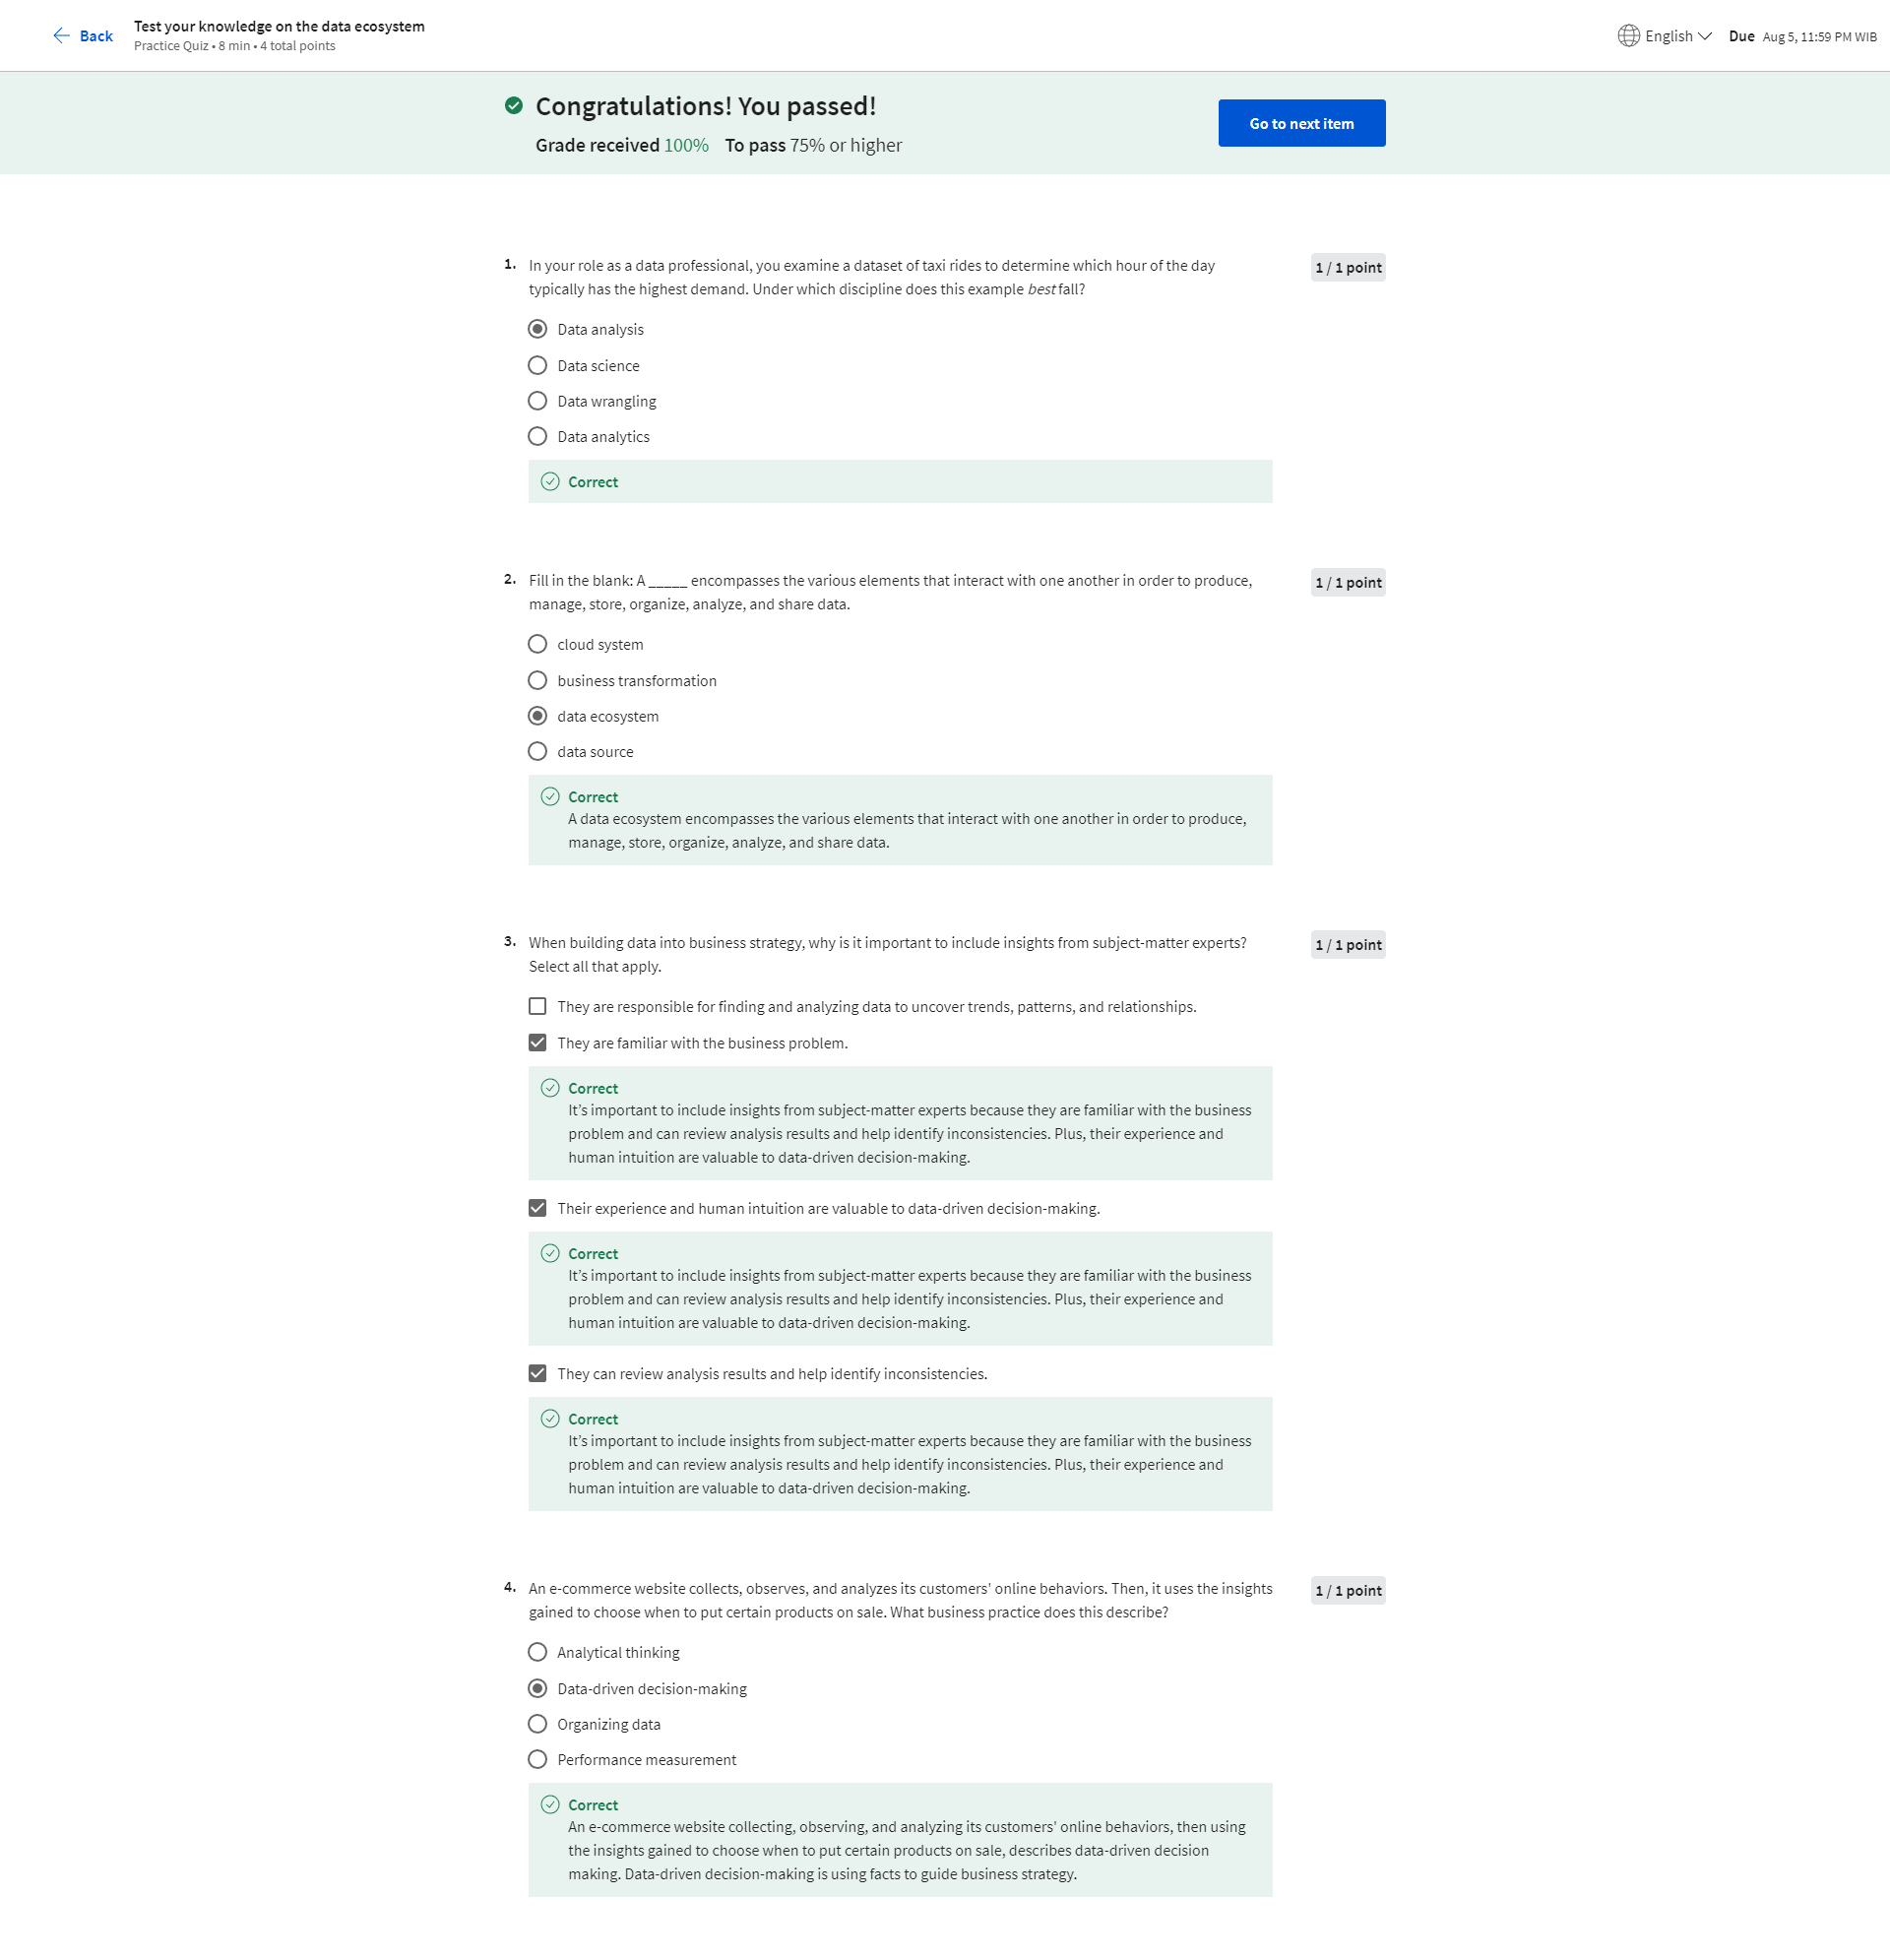 Back
Test your knowledge on the data ecosystem
Practice Quiz • 8 min • 4 total points
English
Due Aug 5, 11:59 PM WIB
Congratulations! You passed!
Grade received 100% To pass 75% or higher
Go to next item
1. In your role as a data professional, you examine a dataset of taxi rides to determine which hour of the day
typically has the highest demand. Under which discipline does this example best fall?
1 / 1 point
Data analysis
Data science
Data wrangling
Data analytics
Correct
2. Fill in the blank: A _____ encompasses the various elements that interact with one another in order to produce,
manage, store, organize, analyze, and share data.
1 / 1 point
cloud system
business transformation
data ecosystem
data source
Correct
A data ecosystem encompasses the various elements that interact with one another in order to produce,
manage, store, organize, analyze, and share data.
3. When building data into business strategy, why is it important to include insights from subject-matter experts?
Select all that apply.
1 / 1 point
They are responsible for finding and analyzing data to uncover trends, patterns, and relationships.
They are familiar with the business problem.
Correct
It’s important to include insights from subject-matter experts because they are familiar with the business
problem and can review analysis results and help identify inconsistencies. Plus, their experience and
human intuition are valuable to data-driven decision-making.
Their experience and human intuition are valuable to data-driven decision-making.
Correct
It’s important to include insights from subject-matter experts because they are familiar with the business
problem and can review analysis results and help identify inconsistencies. Plus, their experience and
human intuition are valuable to data-driven decision-making.
They can review analysis results and help identify inconsistencies.
Correct
It’s important to include insights from subject-matter experts because they are familiar with the business
problem and can review analysis results and help identify inconsistencies. Plus, their experience and
human intuition are valuable to data-driven decision-making.
4. An e-commerce website collects, observes, and analyzes its customers' online behaviors. Then, it uses the insights
gained to choose when to put certain products on sale. What business practice does this describe?
1 / 1 point
Analytical thinking
Data-driven decision-making
Organizing data
Performance measurement
Correct
An e-commerce website collecting, observing, and analyzing its customers' online behaviors, then using
the insights gained to choose when to put certain products on sale, describes data-driven decision
making. Data-driven decision-making is using facts to guide business strategy.